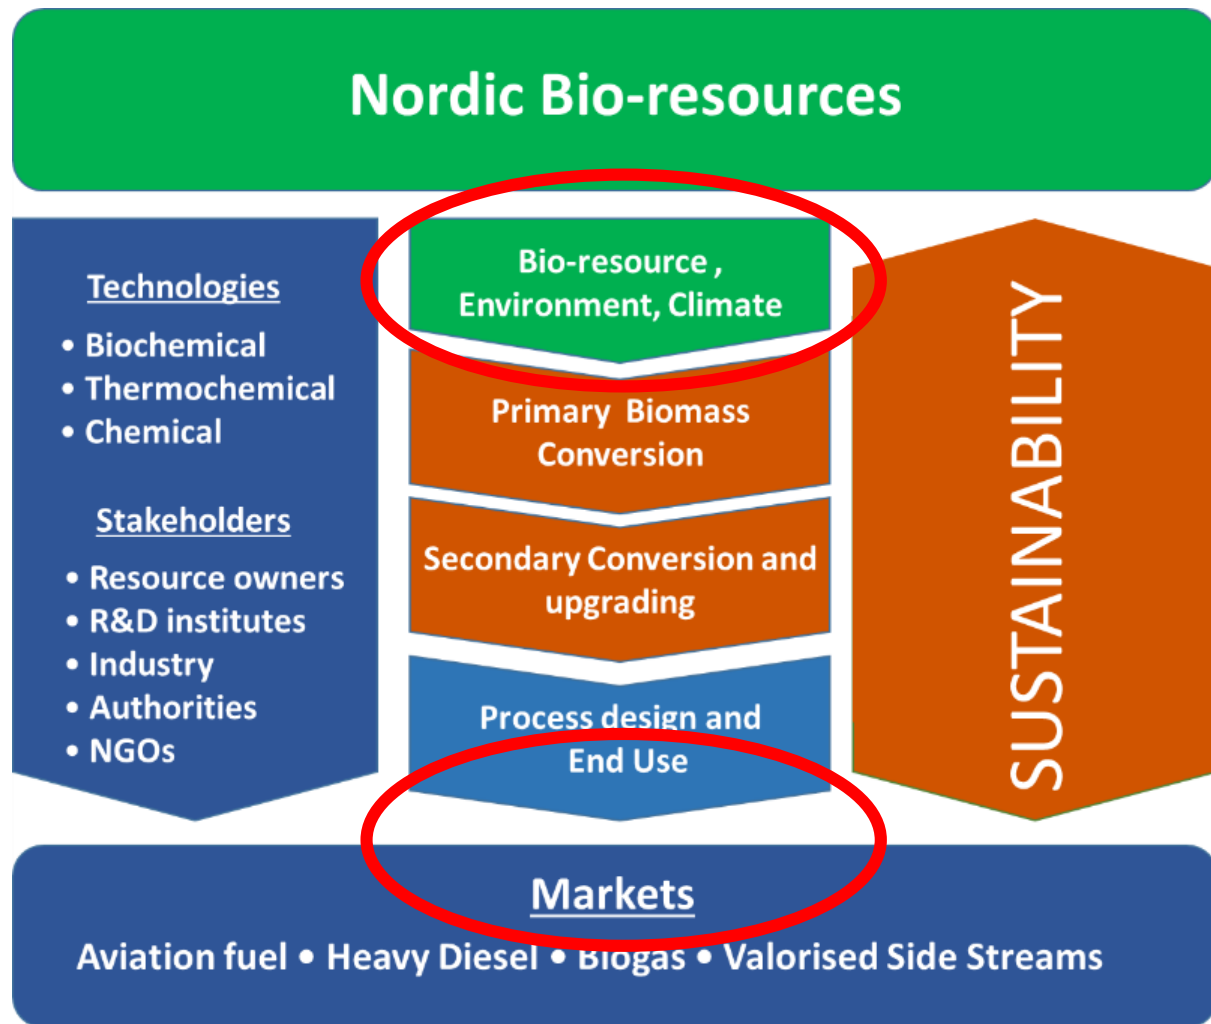 Nordic Bio-resources
Technologies
• Biochemical
• Thermochemical
• Chemical
Stakeholders
• Resource owners
• R&D institutes
• Industry
• Authorities
• NGOs
Bio-resource ,
Environment, Climate
Primary Biomass
Conversion
Secondary Conversion and
upgrading
Process design and
End Use
SUSTAINABILITY
Markets
Aviation fuel • Heavy Diesel • Biogas • Valorised Side Streams